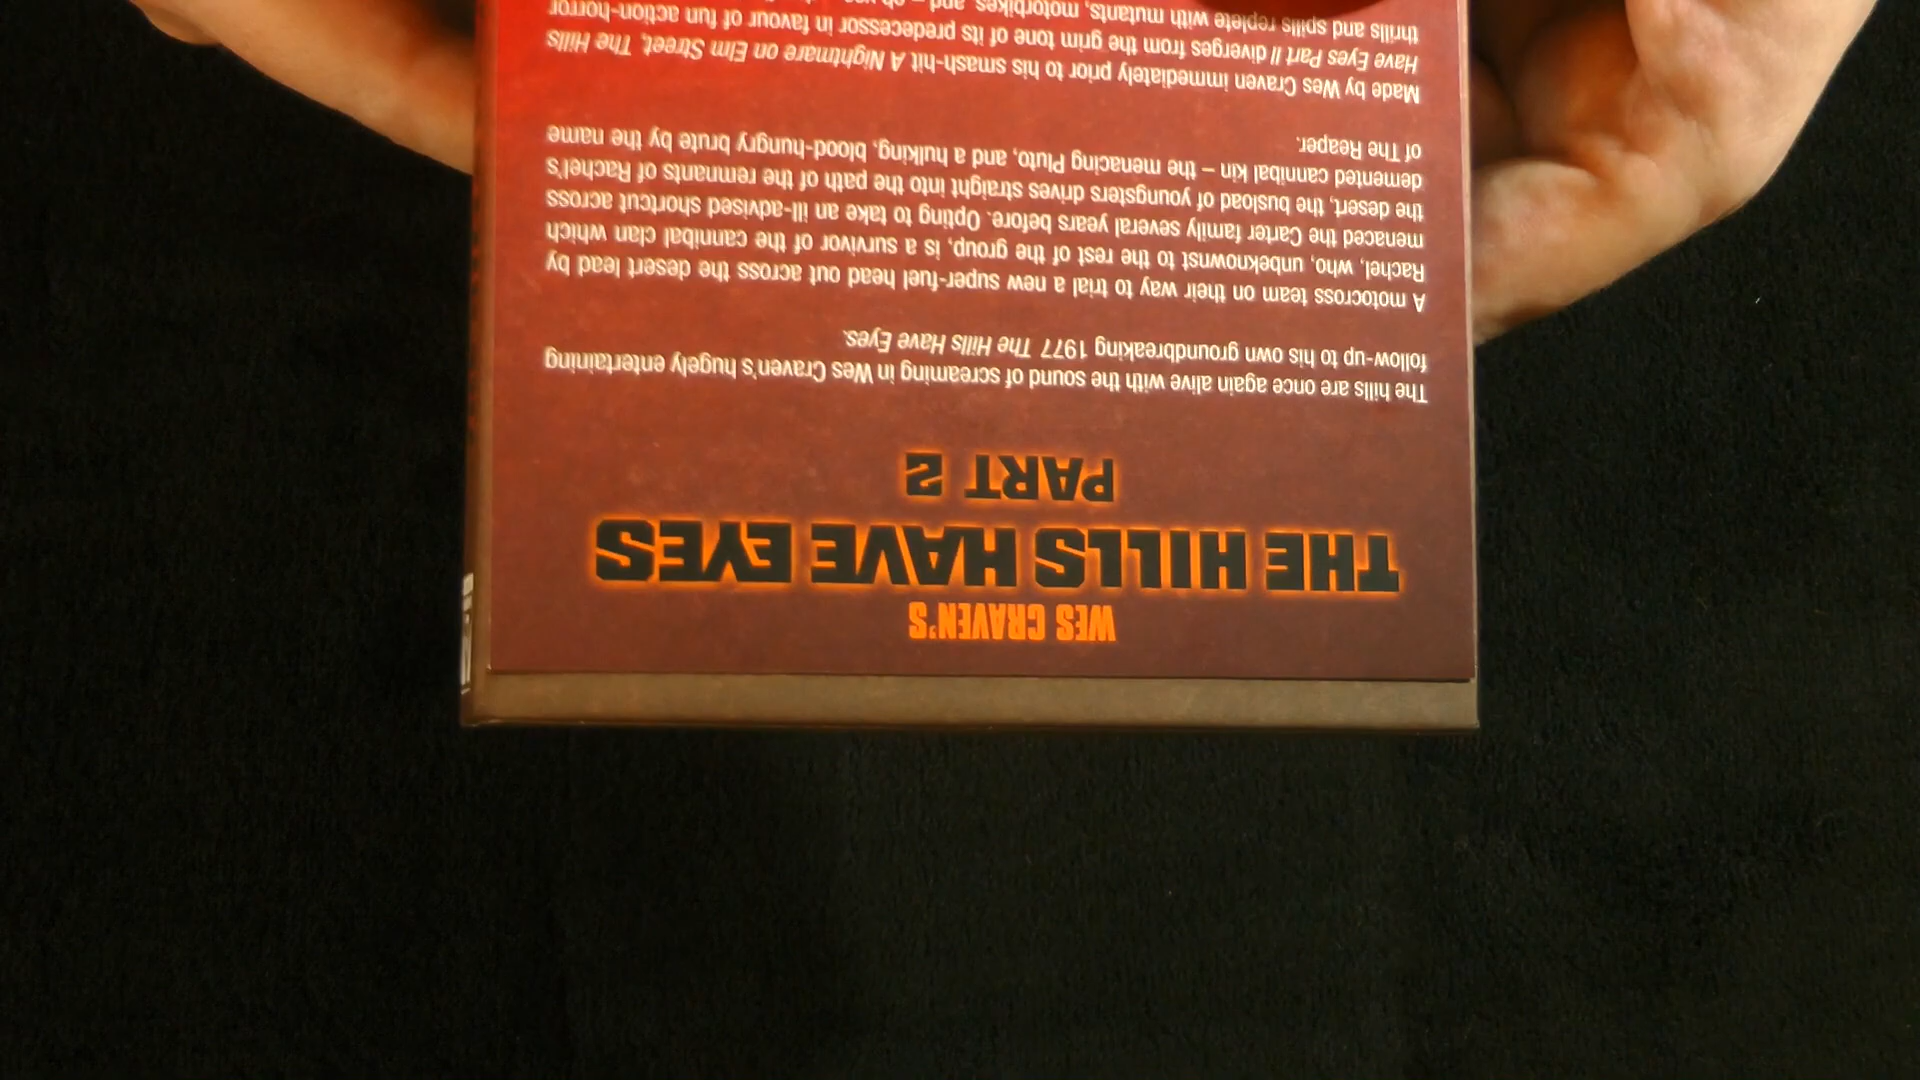 WES CRAVEN'S
THE HILLS HAVE EYES
PART 2
The hills are once again alive with the sound of screaming in Wes Craven's hugely entertaining
follow-up to his own groundbreaking 1977 The Hills Have Eyes.
A motocross team on their way to trial a new super-fuel head out across the desert lead by
Rachel, who, unbeknownst to the rest of the group, is a survivor of the cannibal clan which
menaced the Carter family several years before. Opting to take an ill-advised shortcut across
the desert, the busload of youngsters drives straight into the path of the remnants of Rachel's
demented cannibal kin – the menacing Pluto, and a hulking, blood-hungry brute by the name
of The Reaper.
Made by Wes Craven immediately prior to his smash-hit A Nightmare on Elm Street, The Hills
Have Eyes Part II diverges from the grim tone of its predecessor in favour of fun action-horror
thrills and spills replete with mutants, motorbikes, and –